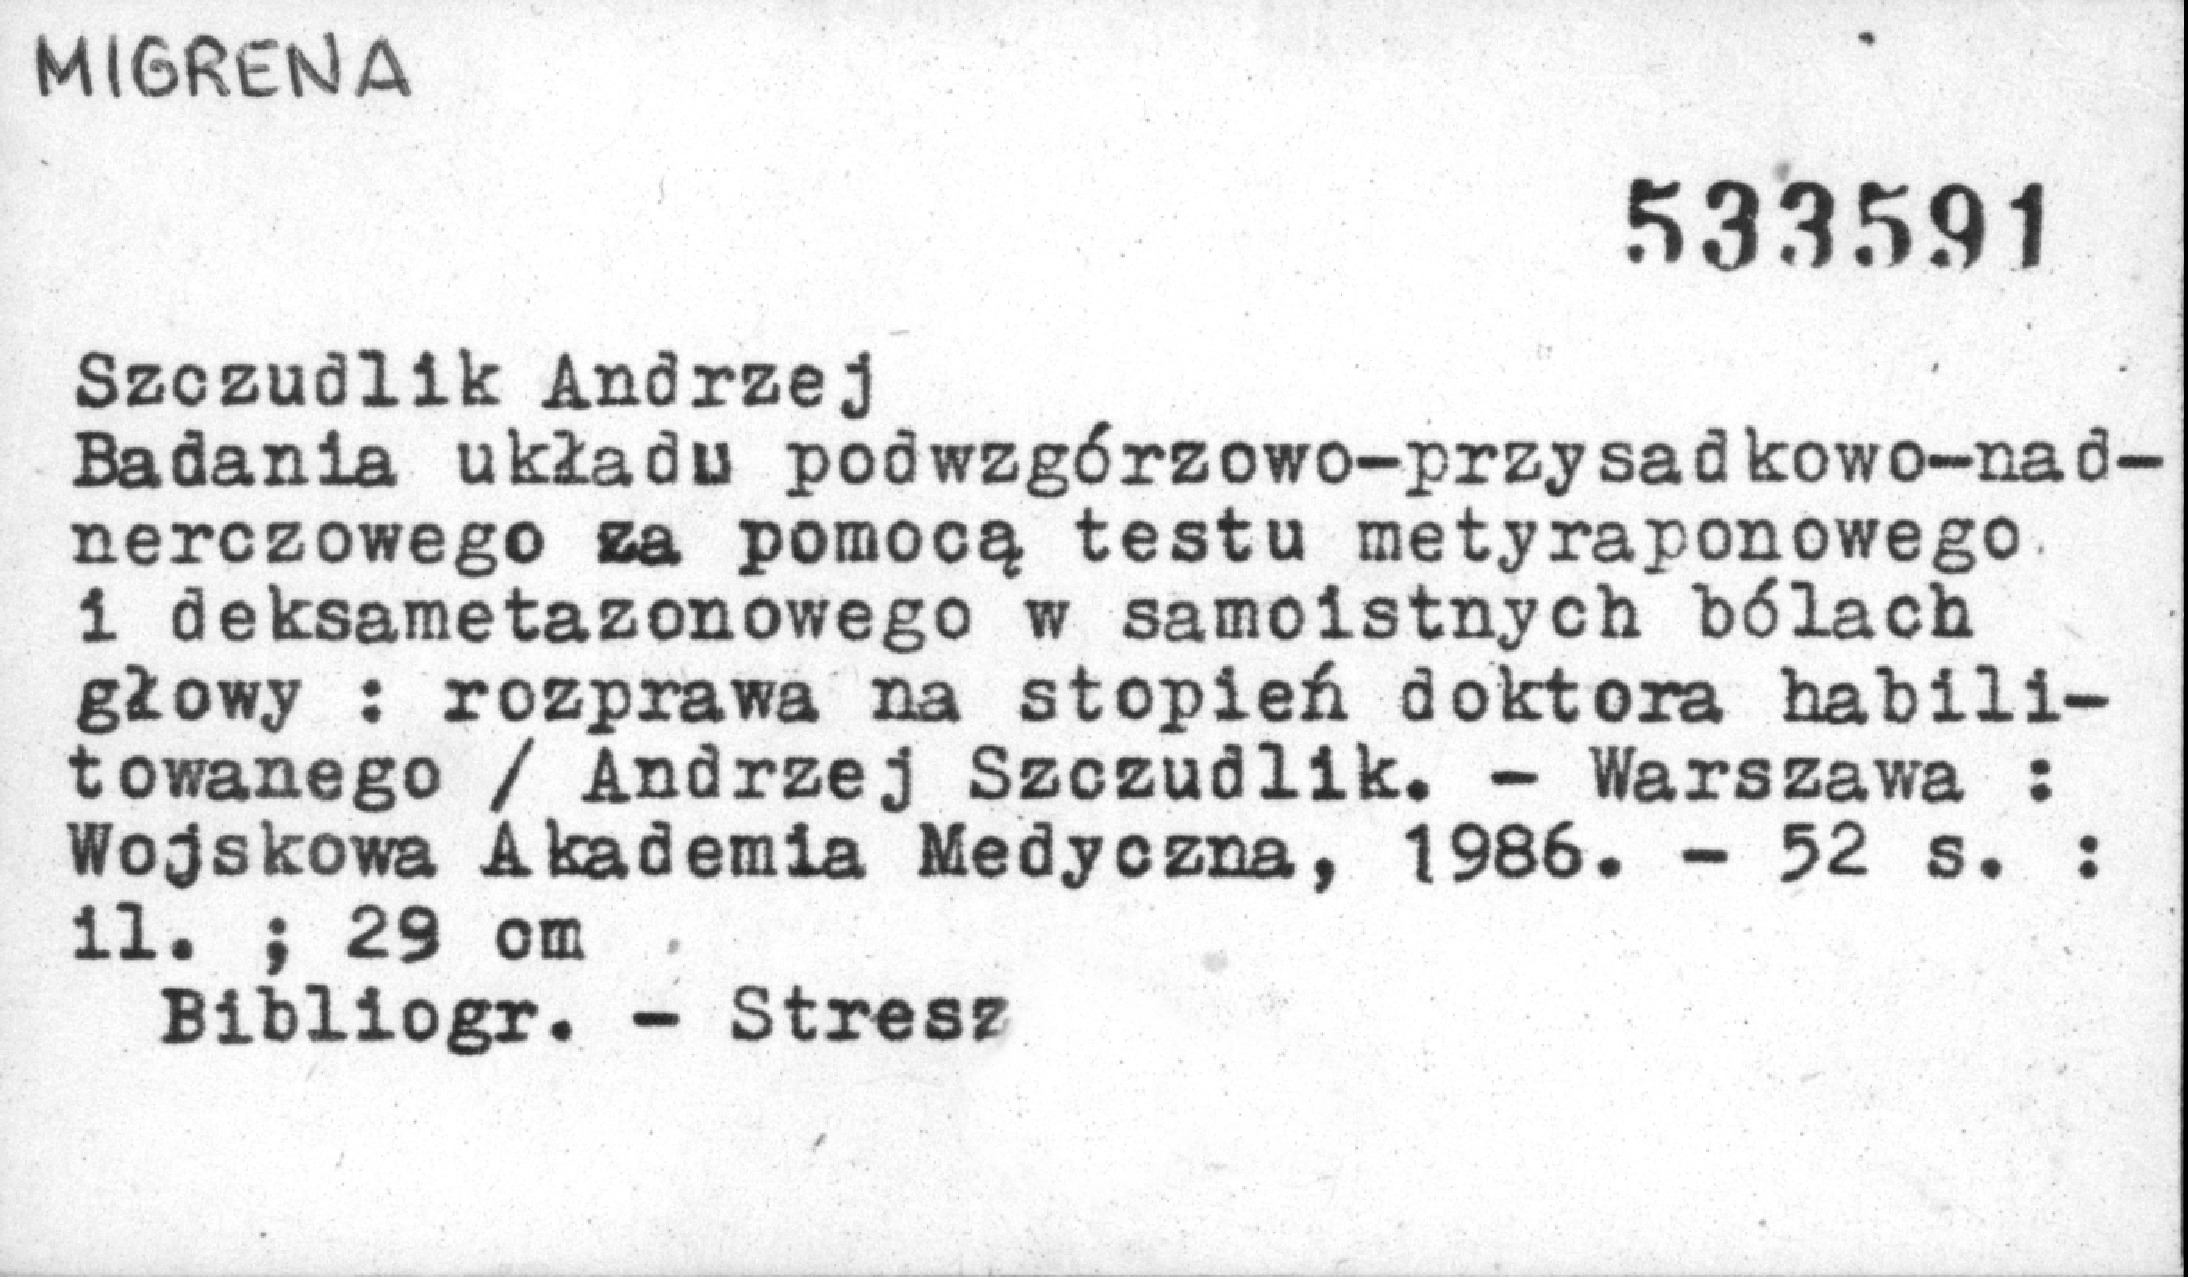 MIGRENA
533591
Szczudlik Andrzej
Badania układu podwzgórzowo-przysadkowo-nad-
nerczowego za pomocą testu metyraponowego
i deksametazonowego w samoistnych bólach
głowy : rozprawa na stopień doktora habili-
towanego / Andrzej Szczudlik. - Warszawa :
Wojskowa Akademia Medyczna, 1986. - 52 s. :
il. ; 29 cm
Bibliogr. - Stresz